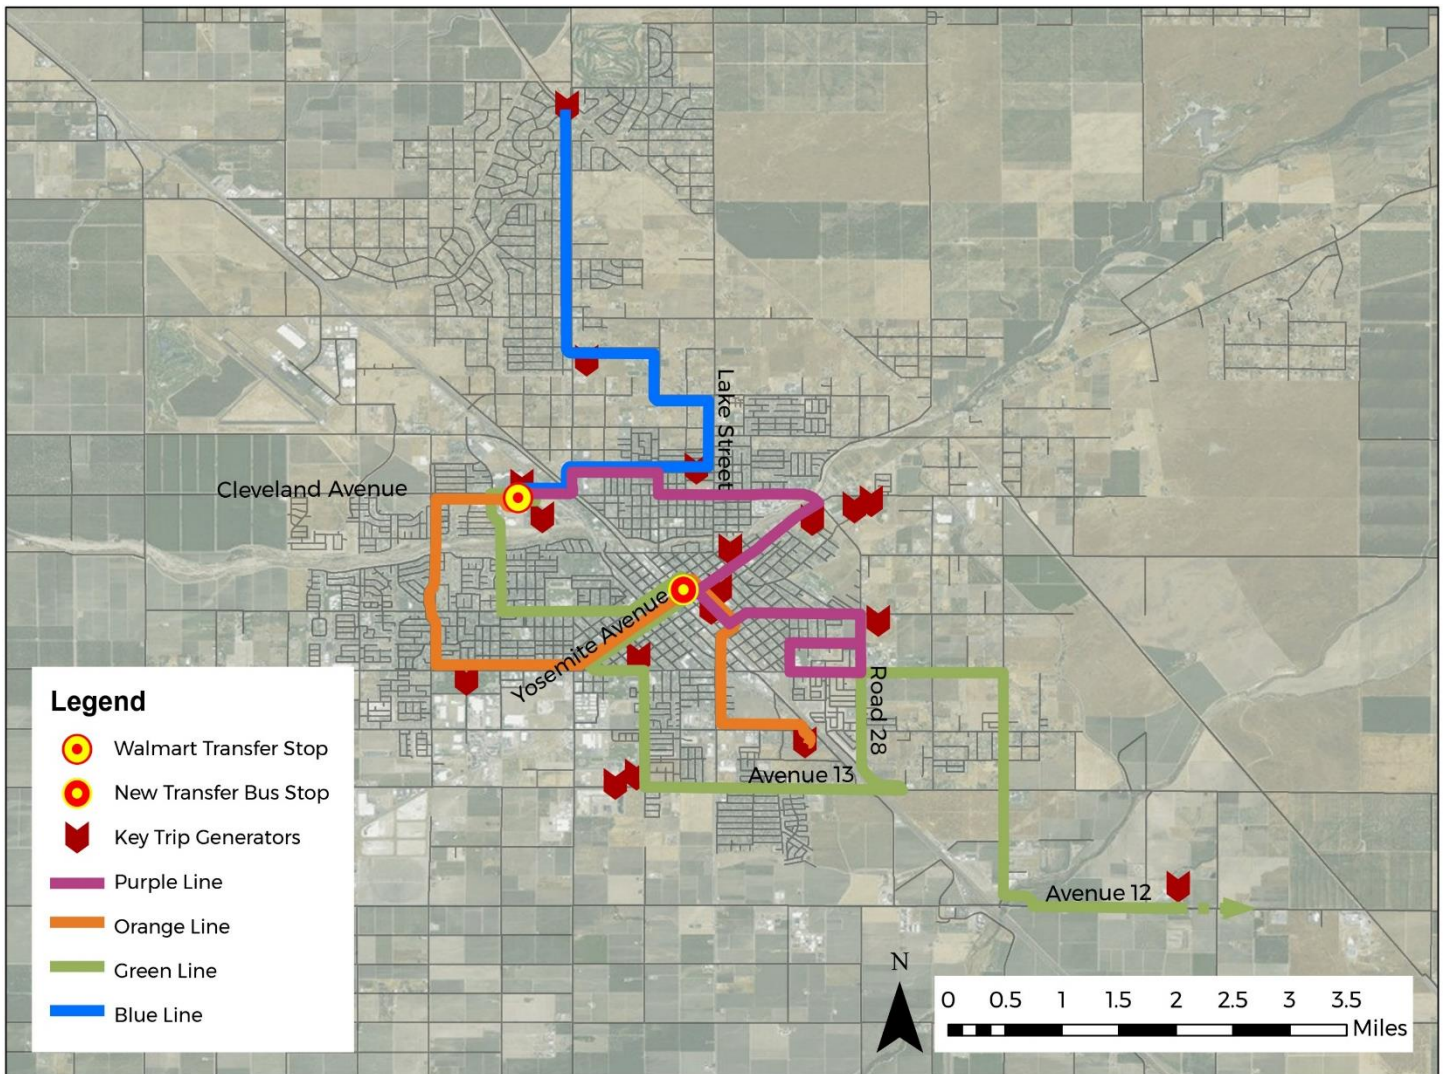 Lake Street
Cleveland Avenue
Yosemite Avenue
Road 28
Avenue 13
Avenue 12
Legend
Walmart Transfer Stop
New Transfer Bus Stop
Key Trip Generators
Purple Line
Orange Line
Green Line
Blue Line
N
0 0.5 1 1.5 2 2.5 3 3.5
Miles